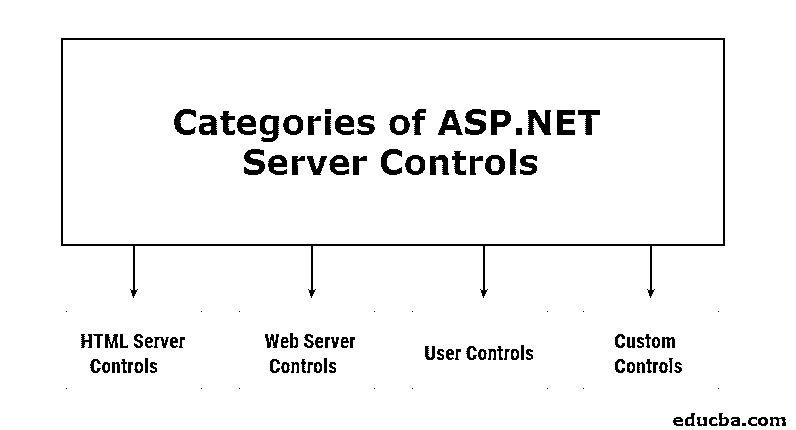 Categories of ASP.NET
Server Controls
HTML Server
Controls
Web Server
Controls
User Controls
Custom
Controls
educba.com